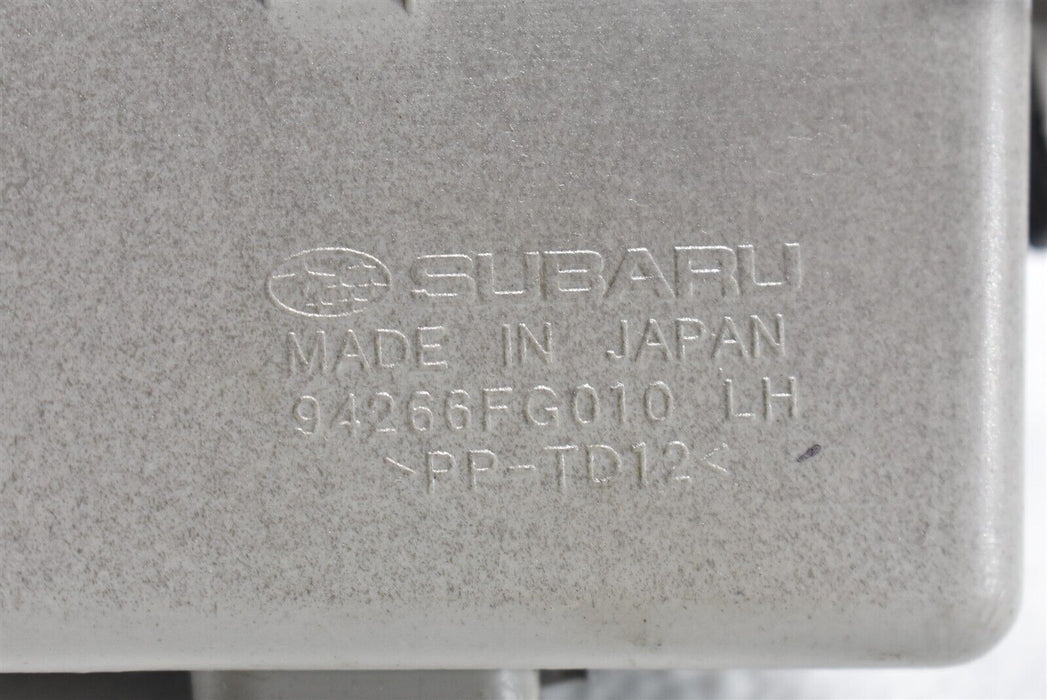 SUBARU
MADE IN JAPAN
94266FG010 LH
>PP-TD12<